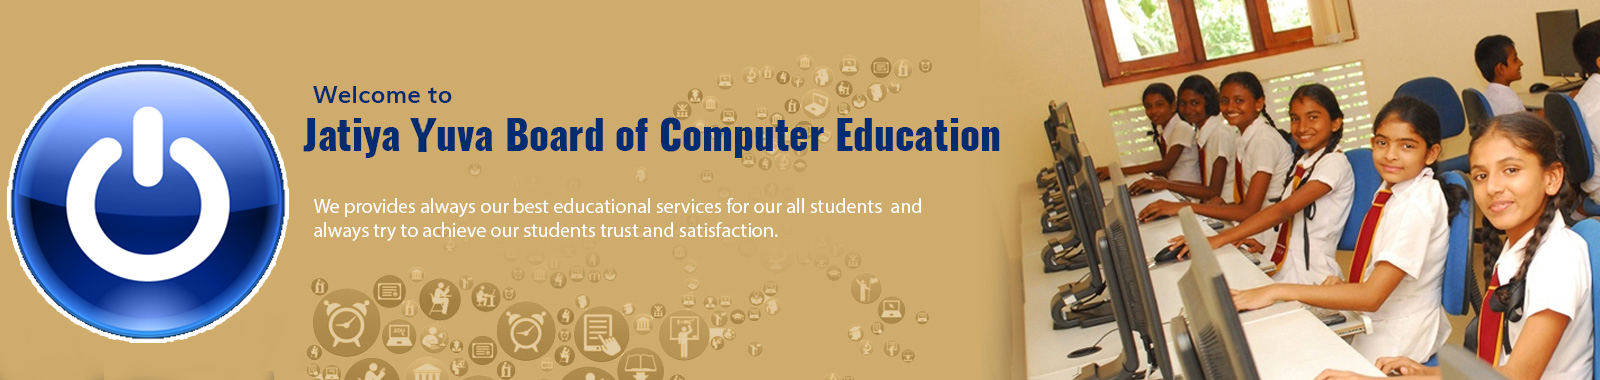 Welcome to
Jatiya Yuva Board of Computer Education
We provides always our best educational services for our all students  and
always try to achieve our students trust and satisfaction.